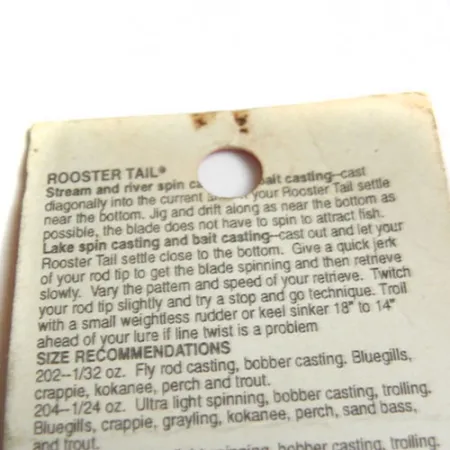 ROOSTER TAIL®
Stream and river spin ca bait casting--cast
diagonally into the current your Rooster Tail settle
near the bottom. Jig and drift along as near the bottom as
possible, the blade does not have to spin to attract fish.
Lake spin casting and bait casting--cast out and let your
Rooster Tail settle close to the bottom. Give a quick jerk
of your rod tip to get the blade spinning and then retrieve
slowly. Vary the pattern and speed of your retrieve. Twitch
your rod tip slightly and try a stop and go technique. Troll
with a small weightless rudder or keel sinker 18" to 14"
ahead of your lure if line twist is a problem
SIZE RECOMMENDATIONS
202--1/32 oz. Fly rod casting, bobber casting. Bluegills,
crappie, kokanee, perch and trout.
204--1/24 oz. Ultra light spinning, bobber casting, trolling.
Bluegills, crappie, grayling, kokanee, perch, sand bass,
and trout.
spinning, bobber casting, trolling.